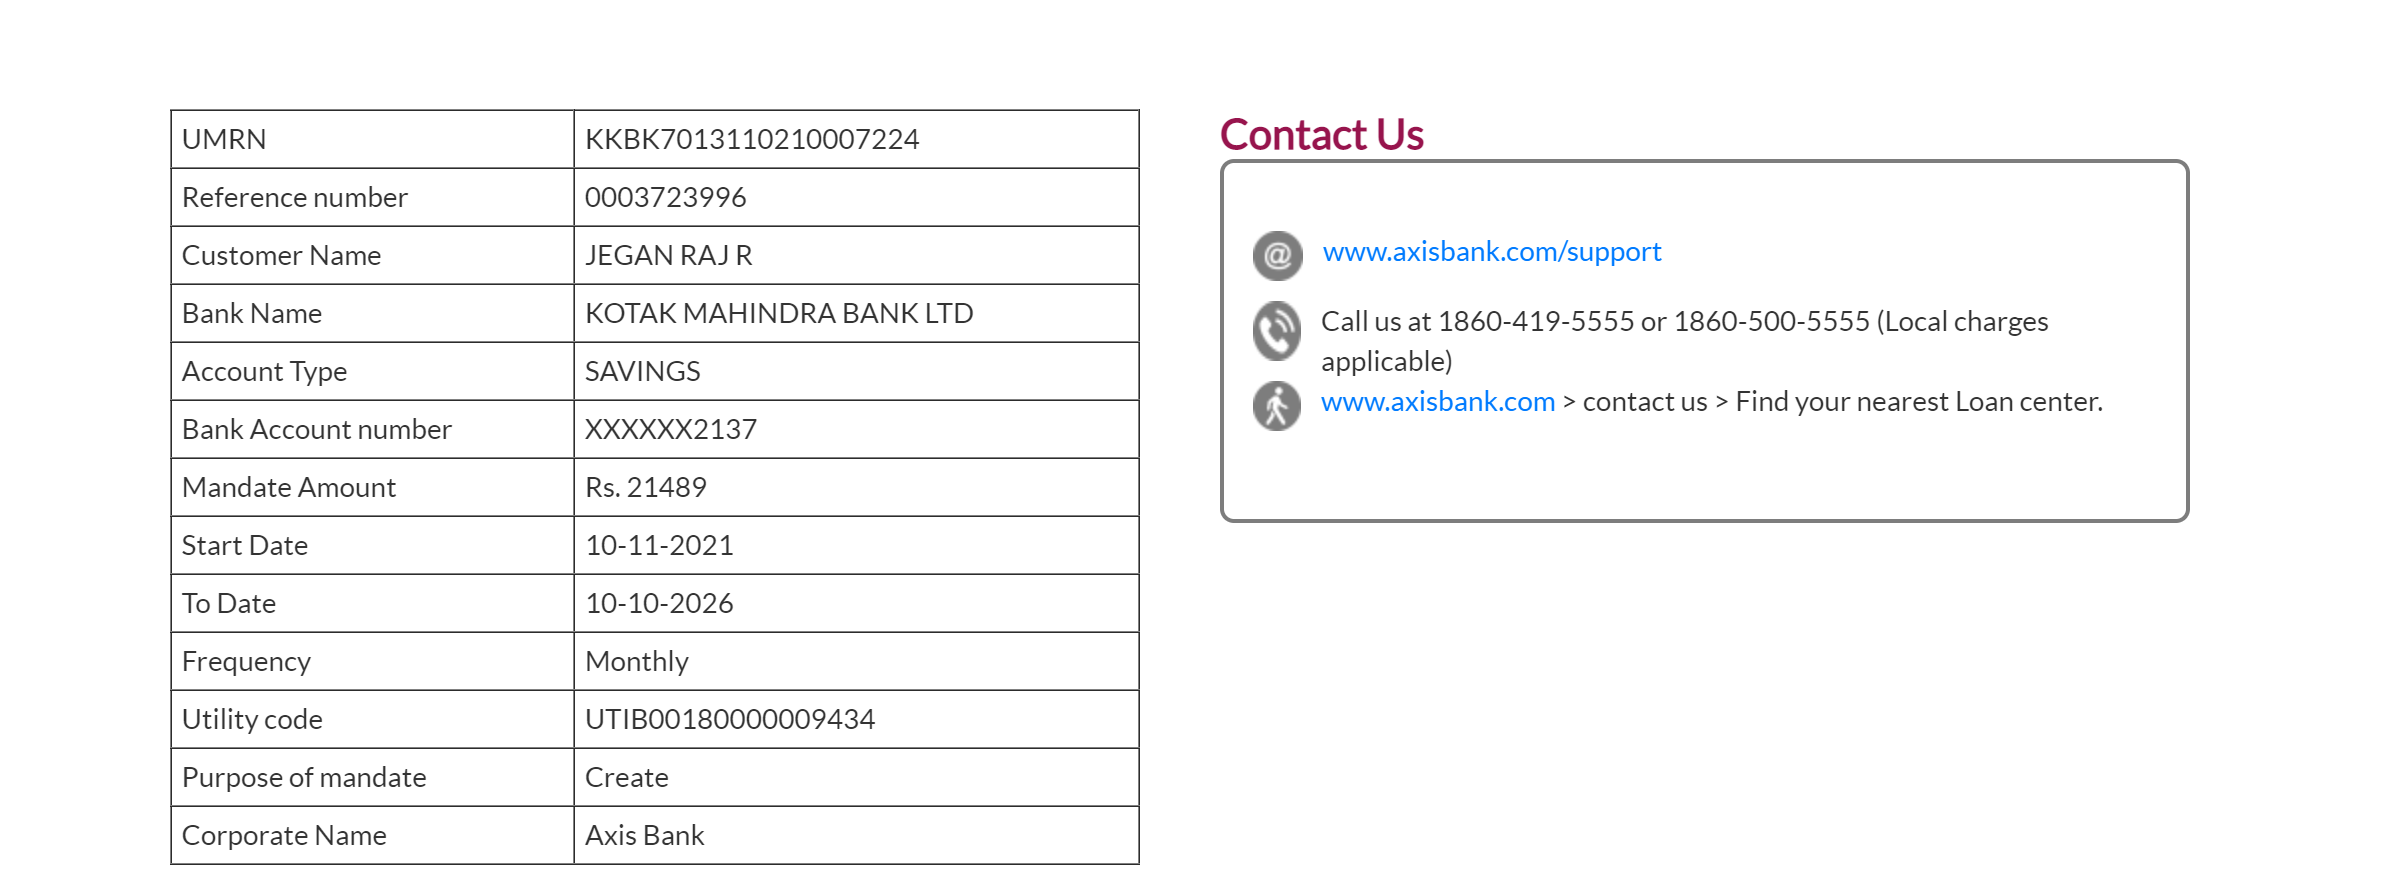 UMRN KKBK7013110210007224
Reference number 0003723996
Customer Name JEGAN RAJ R
Bank Name KOTAK MAHINDRA BANK LTD
Account Type SAVINGS
Bank Account number XXXXXX2137
Mandate Amount Rs. 21489
Start Date 10-11-2021
To Date 10-10-2026
Frequency Monthly
Utility code UTIB00180000009434
Purpose of mandate Create
Corporate Name Axis Bank
Contact Us
www.axisbank.com/support
Call us at 1860-419-5555 or 1860-500-5555 (Local charges
applicable)
www.axisbank.com > contact us > Find your nearest Loan center.